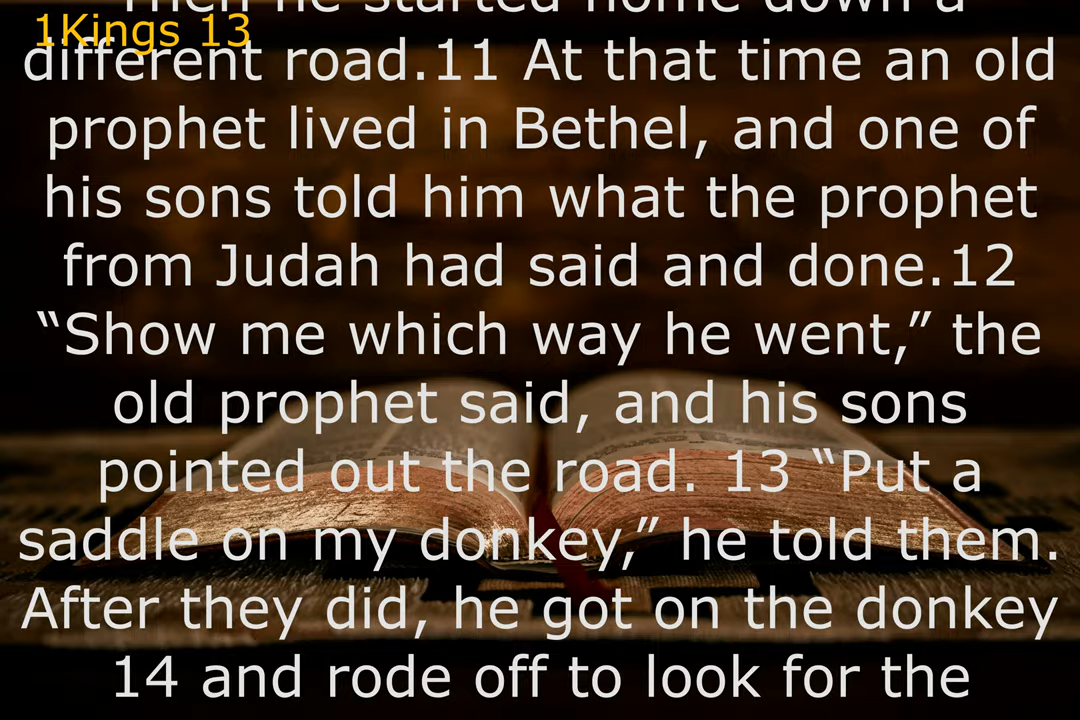 Then he started home down a
1Kings 13
different road.11 At that time an old
prophet lived in Bethel, and one of
his sons told him what the prophet
from Judah had said and done.12
“Show me which way he went,” the
old prophet said, and his sons
pointed out the road. 13 “Put a
saddle on my donkey,” he told them.
After they did, he got on the donkey
14 and rode off to look for the